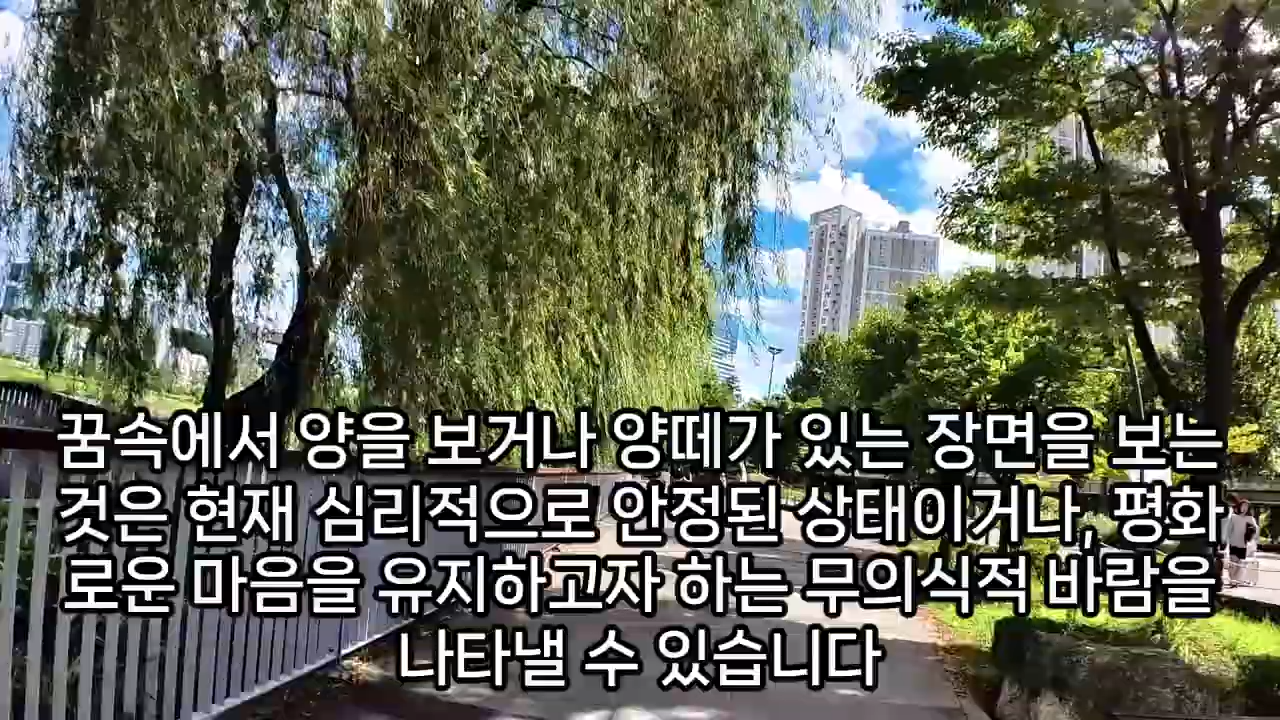 꿈속에서 양을 보거나 양떼가 있는 장면을 보는
것은 현재 심리적으로 안정된 상태이거나, 평화
로운 마음을 유지하고자 하는 무의식적 바람을
나타낼 수 있습니다